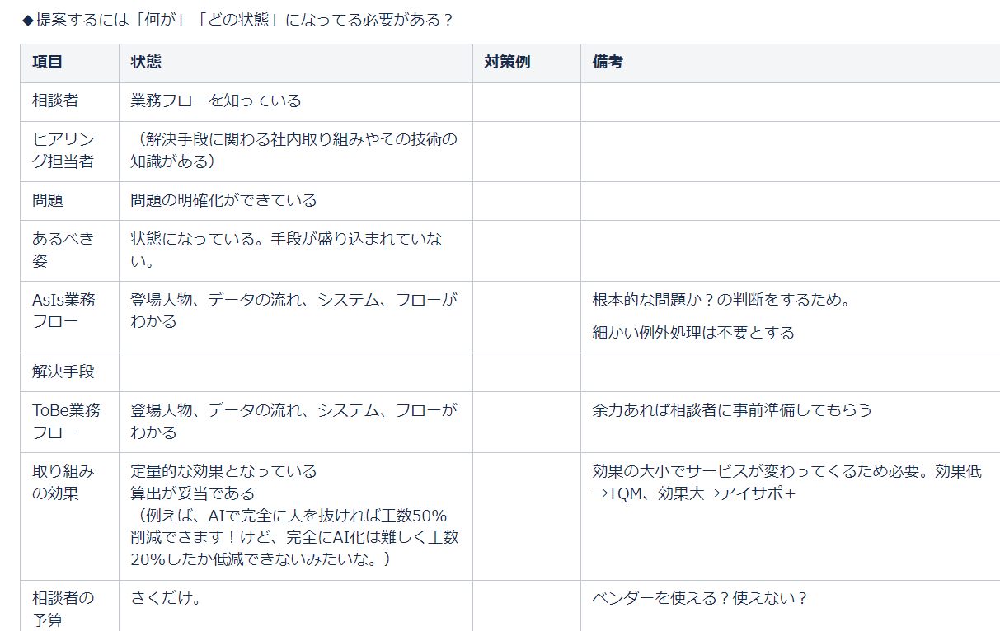 ◆提案するには「何が」「どの状態」になってる必要がある？
項目
状態
対策例
備考
相談者
業務フローを知っている
ヒアリン
グ担当者
（解決手段に関わる社内取り組みやその技術の
知識がある）
問題
問題の明確化ができている
あるべき
姿
状態になっている。手段が盛り込まれていな
い。
AsIs業務
フロー
登場人物、データの流れ、システム、フローが
わかる
根本的な問題か？の判断をするため。
細かい例外処理は不要とする
解決手段
ToBe業務
フロー
登場人物、データの流れ、システム、フローが
わかる
余力あれば相談者に事前準備してもらう
取り組み
の効果
定量的な効果となっている
算出が妥当である
（例えば、AIで完全に人を抜ければ工数50%
削減できます！けど、完全にAI化は難しく工数
20%したか低減できないみたいな。）
効果の大小でサービスが変わってくるため必要。効果低
→TQM、効果大→アイサポ＋
相談者の
予算
きくだけ。
ベンダーを使える？使えない？